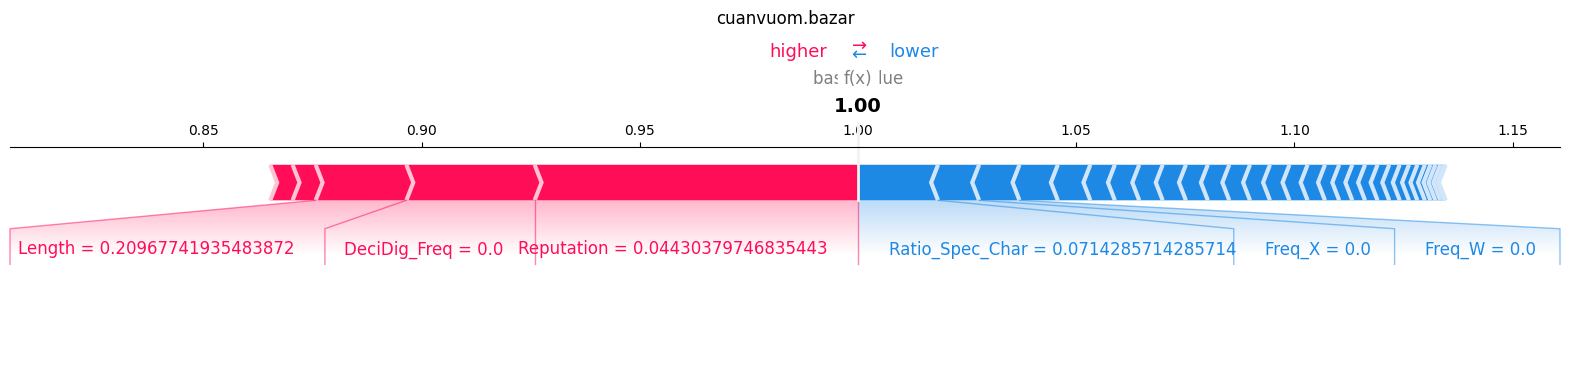 cuanvuom.bazar
higher ⇄ lower
f(x)
1.00
0.85 0.90 0.95 1.00 1.05 1.10 1.15
Length = 0.20967741935483872 DeciDig_Freq = 0.0 Reputation = 0.04430379746835443 Ratio_Spec_Char = 0.0714285714285714 Freq_X = 0.0 Freq_W = 0.0